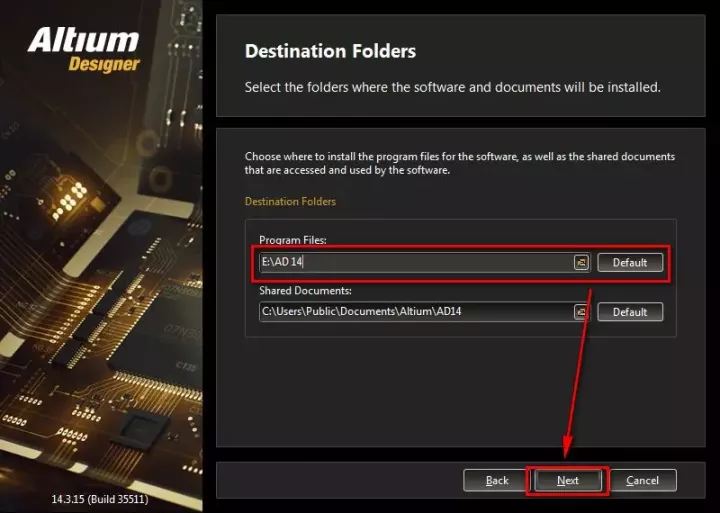 Altium
Designer
Destination Folders
Select the folders where the software and documents will be installed.
Choose where to install the program files for the software, as well as the shared documents
that are accessed and used by the software.
Destination Folders
Program Files:
E:\AD 14
Default
Shared Documents:
C:\Users\Public\Documents\Altium\AD14
Default
Back
Next
Cancel
14.3.15 (Build 35511)